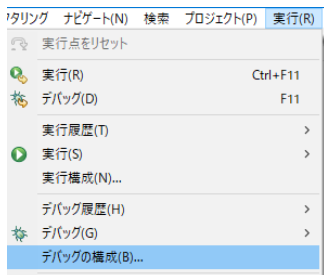 タリング ナビゲート(N) 検索 プロジェクト(P) 実行(R)
実行点をリセット
実行(R) Ctrl+F11
デバッグ(D) F11
実行履歴(T)
実行(S)
実行構成(N)...
デバッグ履歴(H)
デバッグ(G)
デバッグの構成(B)...